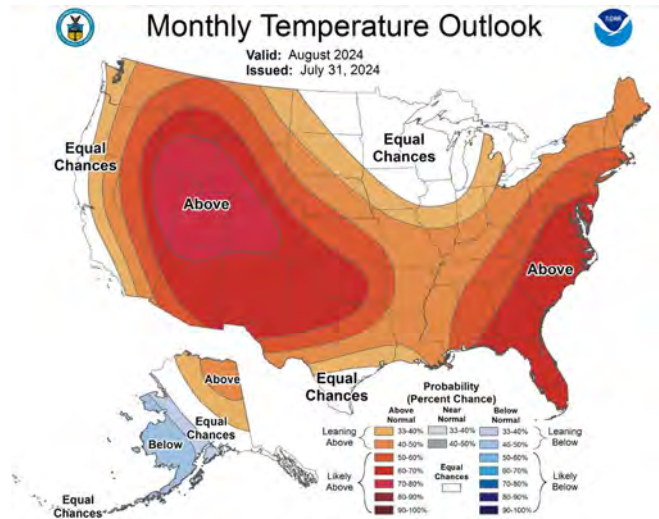 Monthly Temperature Outlook
Valid: August 2024
Issued: July 31, 2024
Equal
Chances
Equal
Chances
Above
Above
Equal
Chances
Above
Equal
Chances
Below
Equal
Chances
Probability
(Percent Chance)
Above
Normal
Near
Normal
Below
Normal
Leaning
Above
33-40%
33-40%
33-40%
Leaning
Below
40-50%
40-50%
40-50%
Likely
Above
50-60%
50-60%
60-70%
60-70%
70-80%
70-80%
80-90%
80-90%
90-100%
90-100%
Equal
Chances
Likely
Below